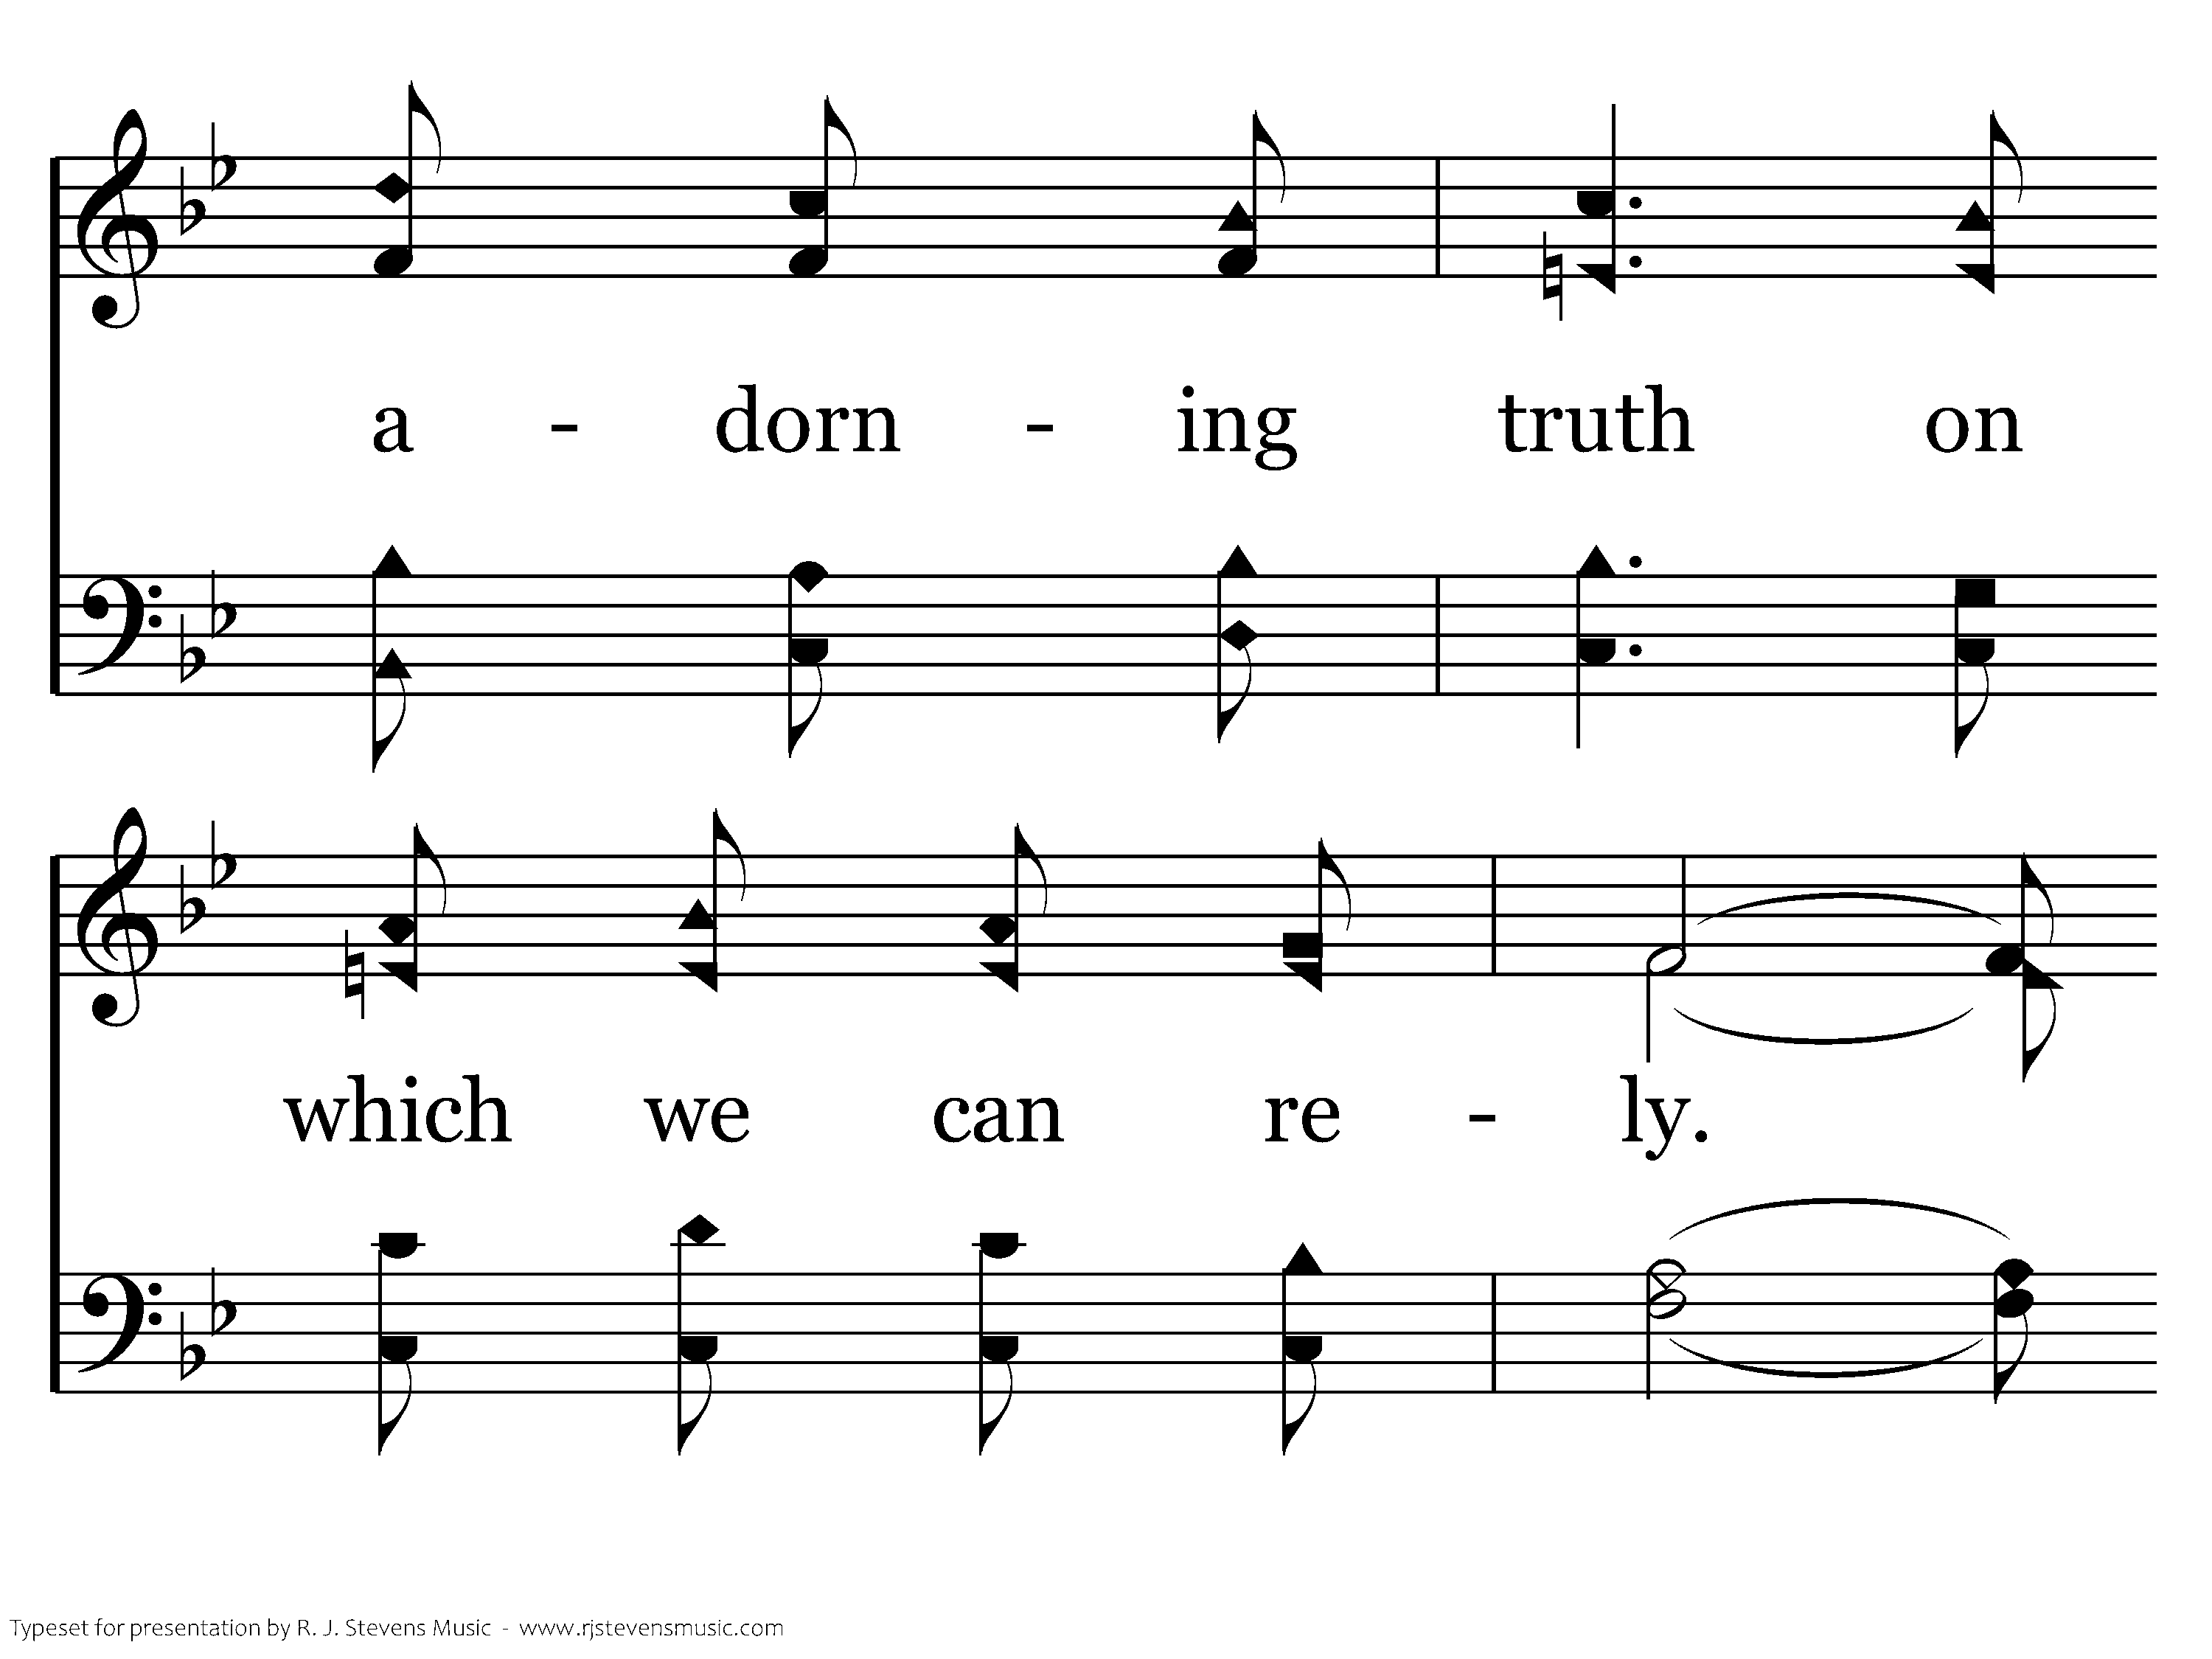 a - dorn - ing truth on
which we can re - ly.
Typeset for presentation by R. J. Stevens Music - www.rjstevensmusic.com